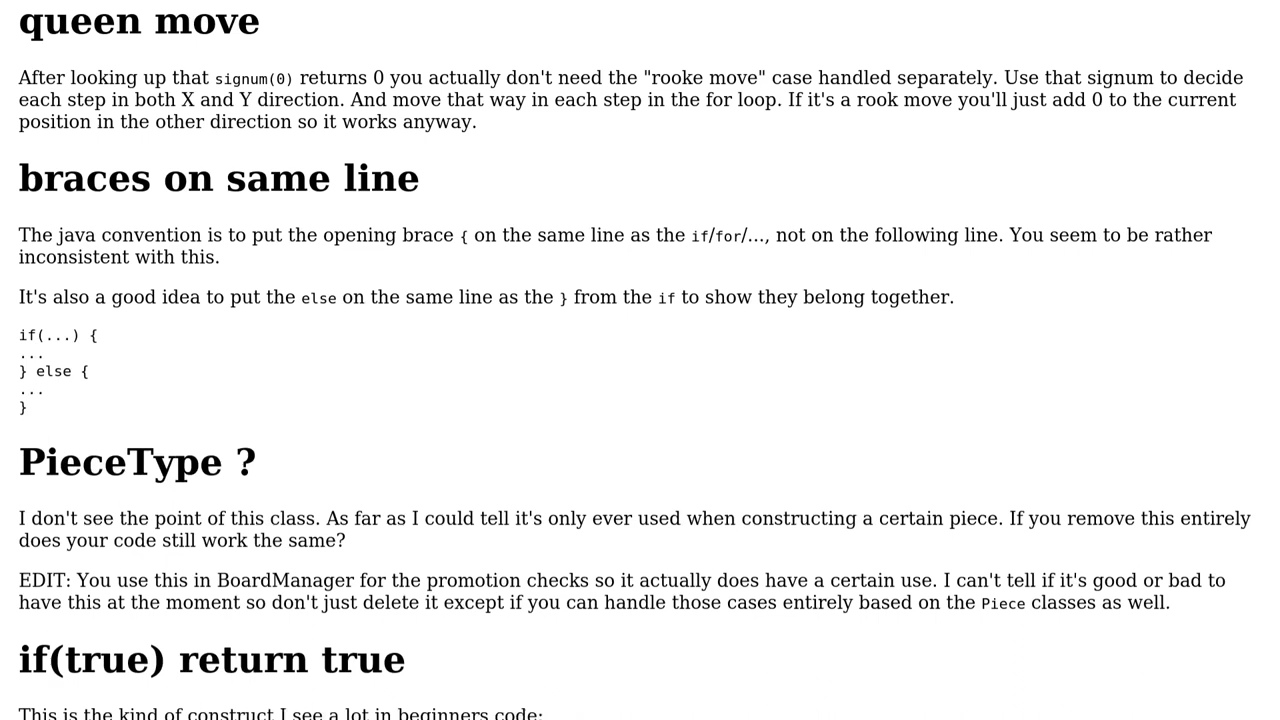 queen move
After looking up that signum(0) returns 0 you actually don't need the "rooke move" case handled separately. Use that signum to decide
each step in both X and Y direction. And move that way in each step in the for loop. If it's a rook move you'll just add 0 to the current
position in the other direction so it works anyway.
braces on same line
The java convention is to put the opening brace { on the same line as the if/for/..., not on the following line. You seem to be rather
inconsistent with this.
It's also a good idea to put the else on the same line as the } from the if to show they belong together.
if(...) {
...
} else {
...
}
PieceType ?
I don't see the point of this class. As far as I could tell it's only ever used when constructing a certain piece. If you remove this entirely
does your code still work the same?
EDIT: You use this in BoardManager for the promotion checks so it actually does have a certain use. I can't tell if it's good or bad to
have this at the moment so don't just delete it except if you can handle those cases entirely based on the Piece classes as well.
if(true) return true
This is the kind of construct I see a lot in beginners code: